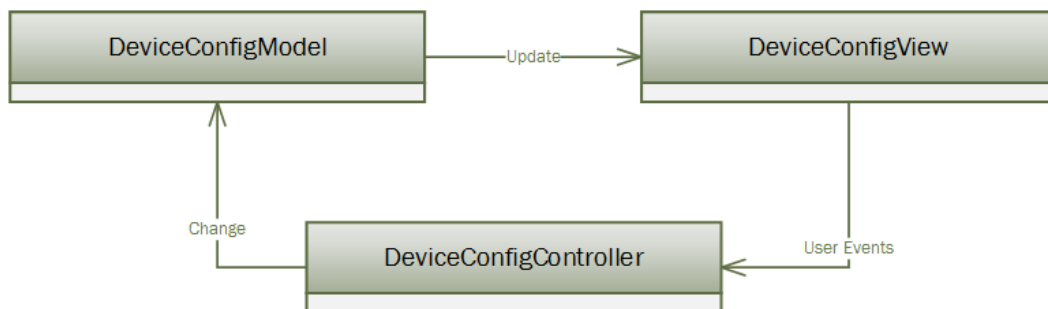 DeviceConfigModel
Update
DeviceConfigView
Change
User Events
DeviceConfigController